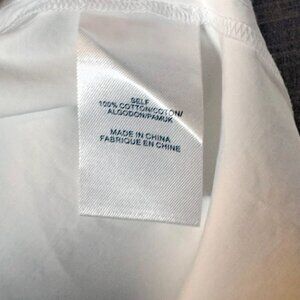 SELF
100% COTTON/COTON/
ALGODON/PAMUK
MADE IN CHINA
FABRIQUE EN CHINE